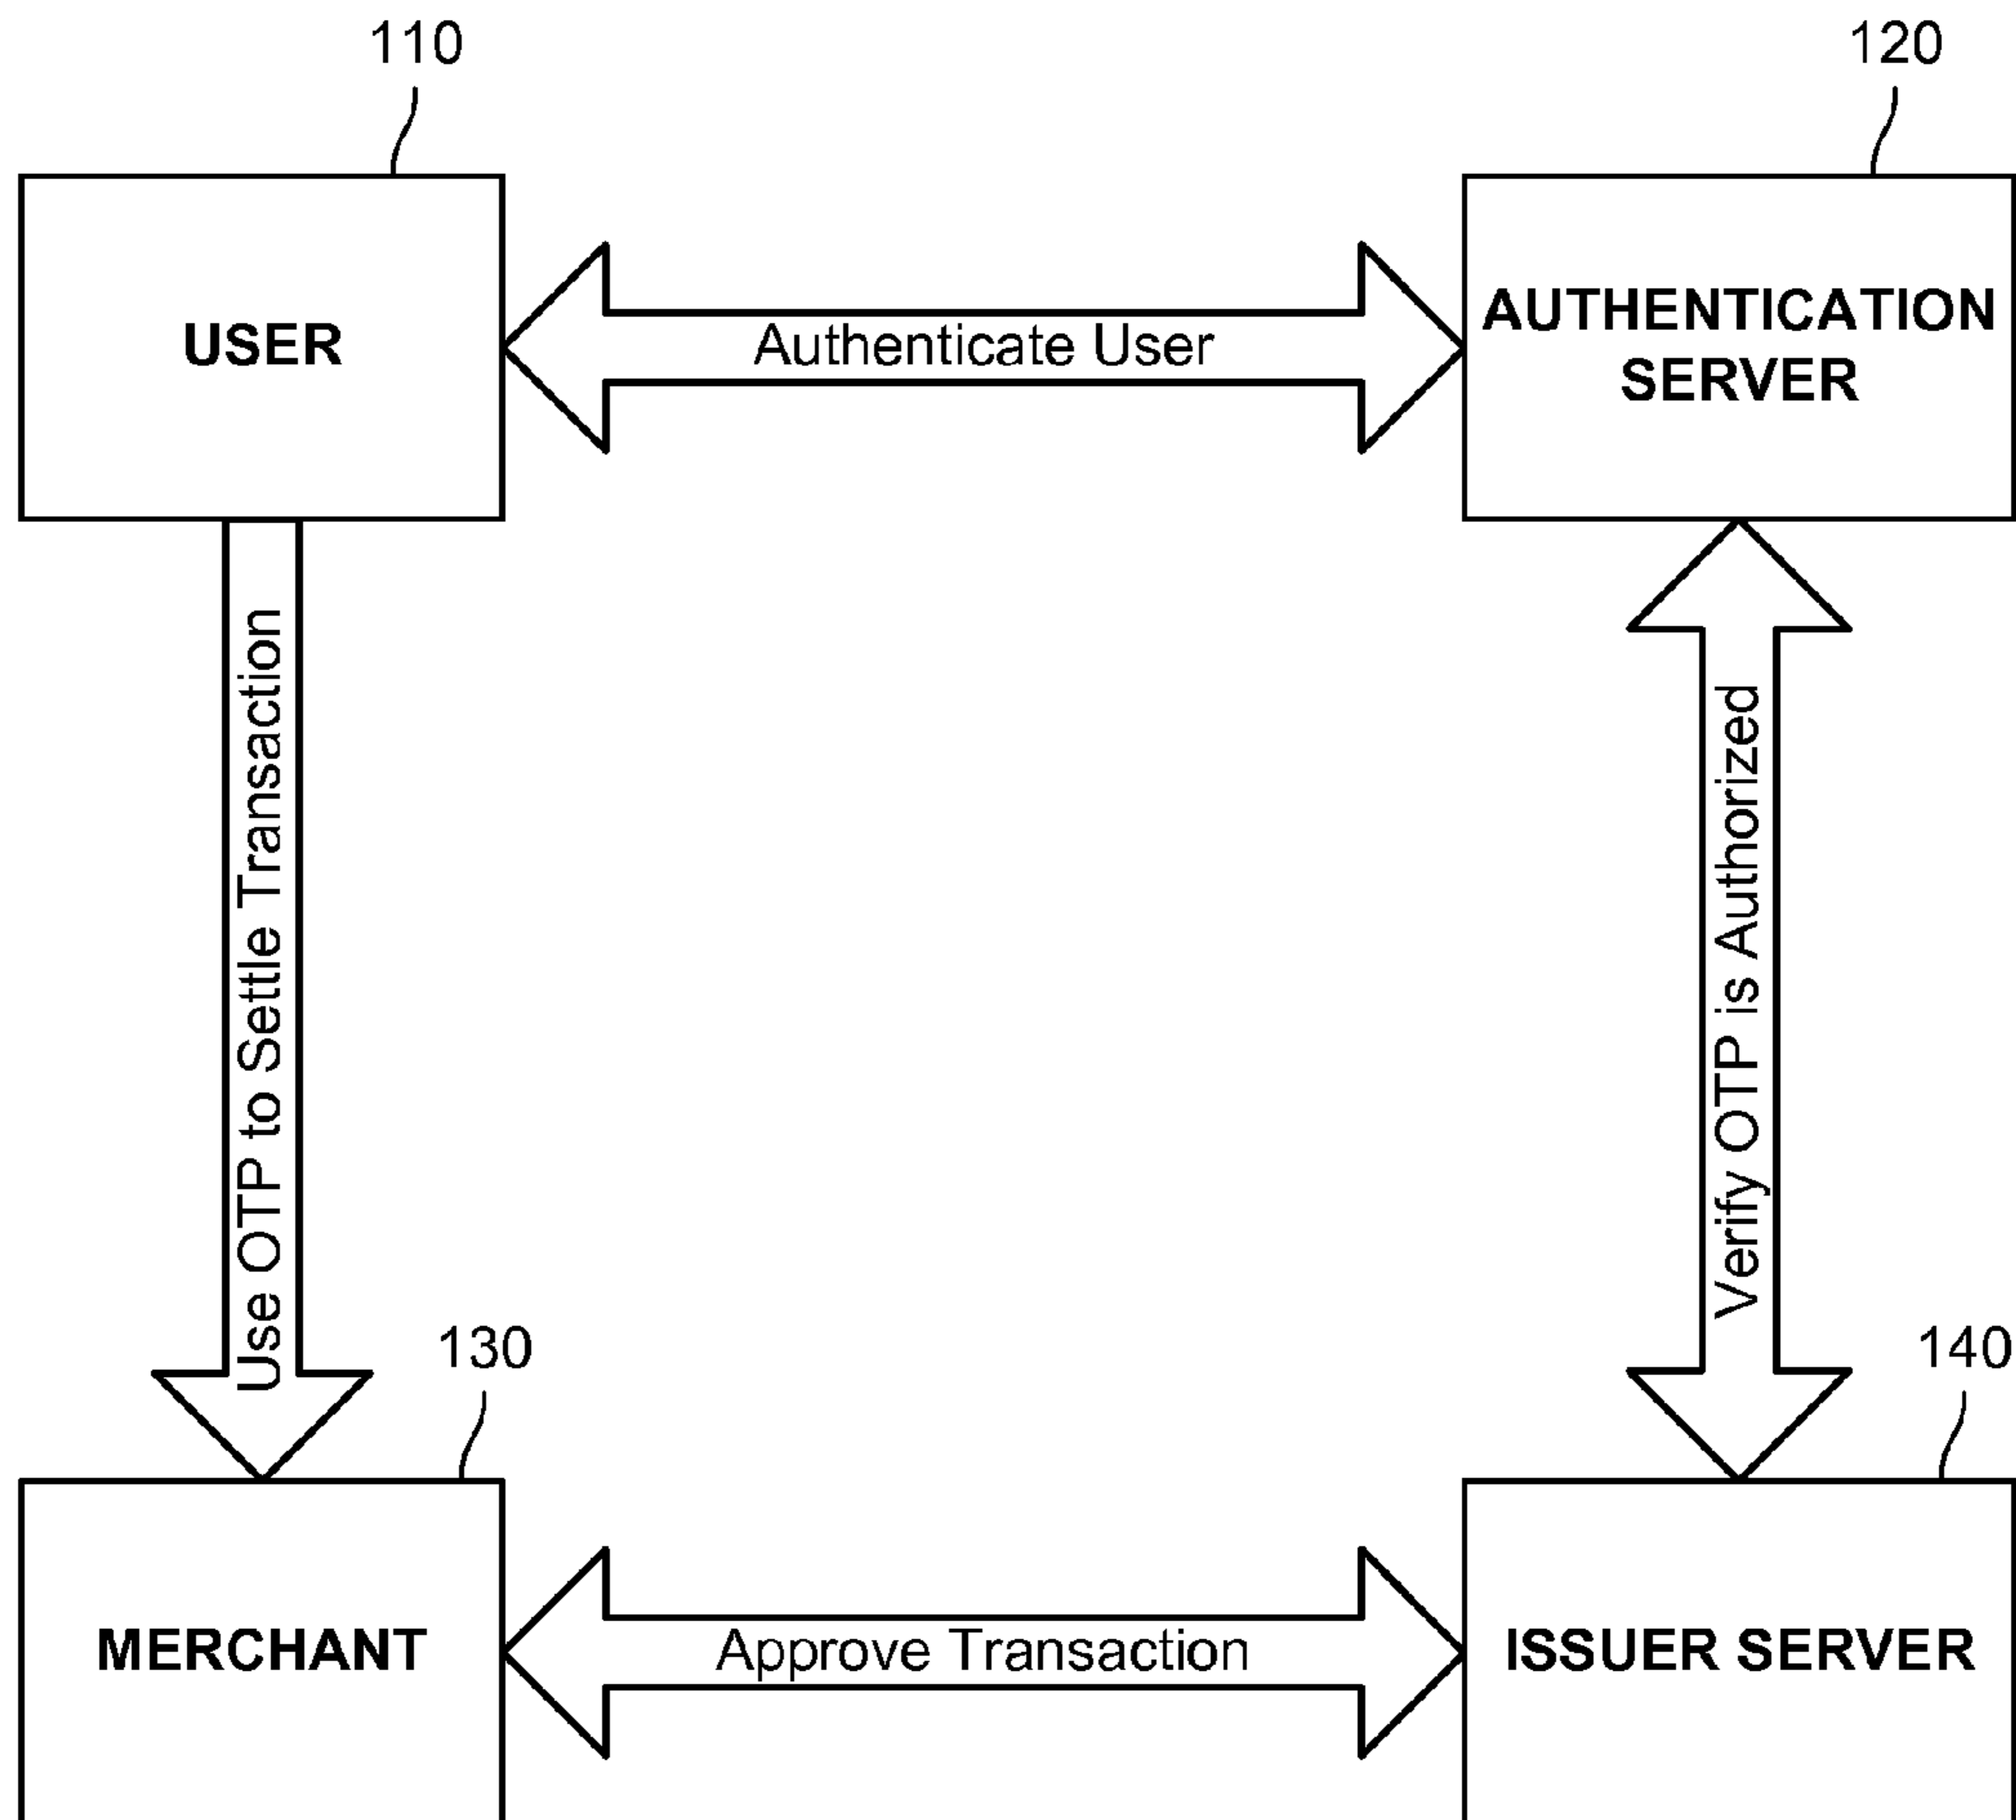 110
120
USER
Authenticate User
AUTHENTICATION
SERVER
Use OTP to Settle Transaction
Verify OTP is Authorized
130
140
MERCHANT
Approve Transaction
ISSUER SERVER